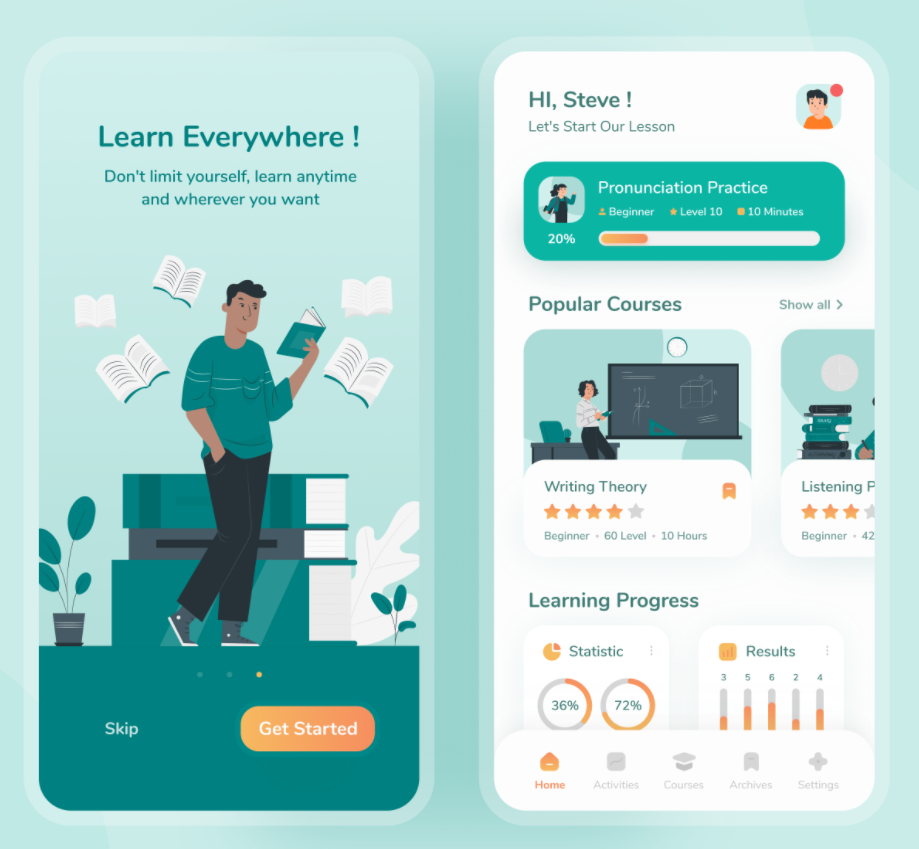 Learn Everywhere !
Don't limit yourself, learn anytime
and wherever you want
Skip
Get Started
HI, Steve !
Let's Start Our Lesson
Pronunciation Practice
Beginner Level 10 10 Minutes
20%
Popular Courses
Show all >
Writing Theory
Beginner • 60 Level • 10 Hours
Listening P
Beginner • 42
Learning Progress
Statistic
36% 72%
Results
3 5 6 2 4
Home Activities Courses Archives Settings